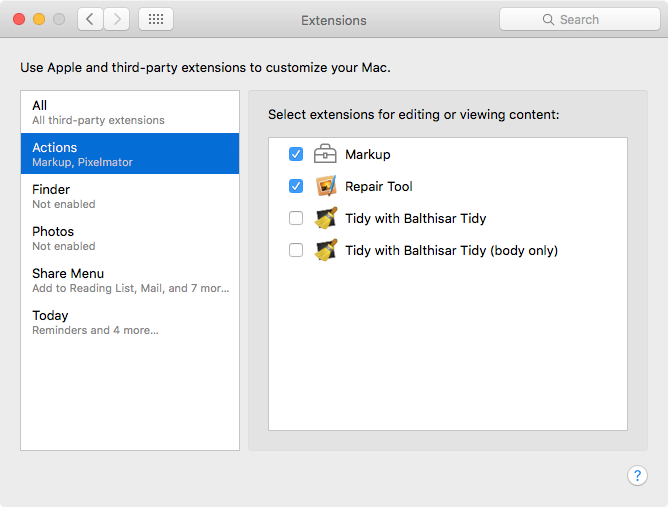 Extensions
Search
Use Apple and third-party extensions to customize your Mac.
All
All third-party extensions
Actions
Markup, Pixelmator
Finder
Not enabled
Photos
Not enabled
Share Menu
Add to Reading List, Mail, and 7 mor...
Today
Reminders and 4 more...
Select extensions for editing or viewing content:
Markup
Repair Tool
Tidy with Balthisar Tidy
Tidy with Balthisar Tidy (body only)
?